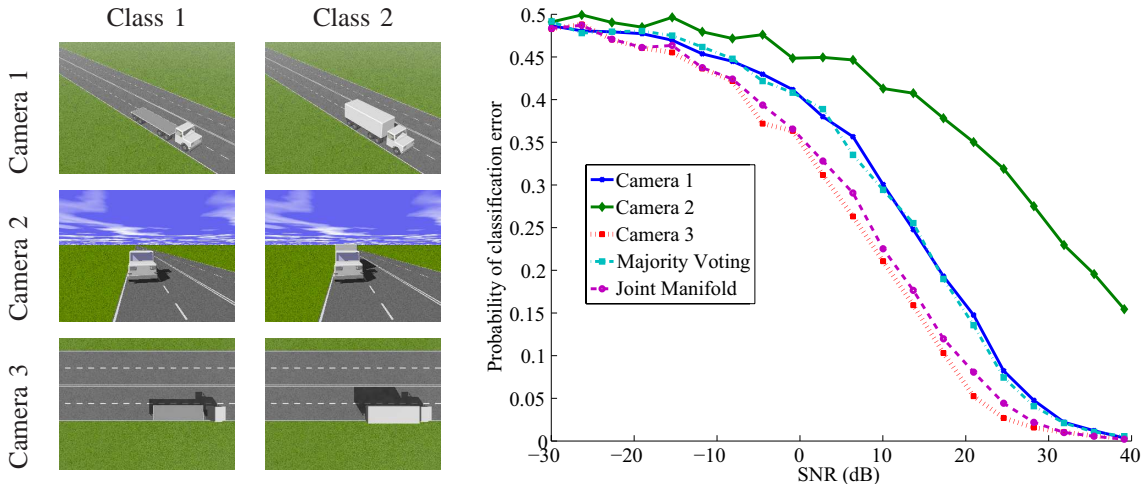 Class 1
Class 2
Camera 1
Camera 2
Camera 3
Probability of classification error
0.5
0.45
0.4
0.35
0.3
0.25
0.2
0.15
0.1
0.05
0
Camera 1
Camera 2
Camera 3
Majority Voting
Joint Manifold
−30 −20 −10 0 10 20 30 40
SNR (dB)